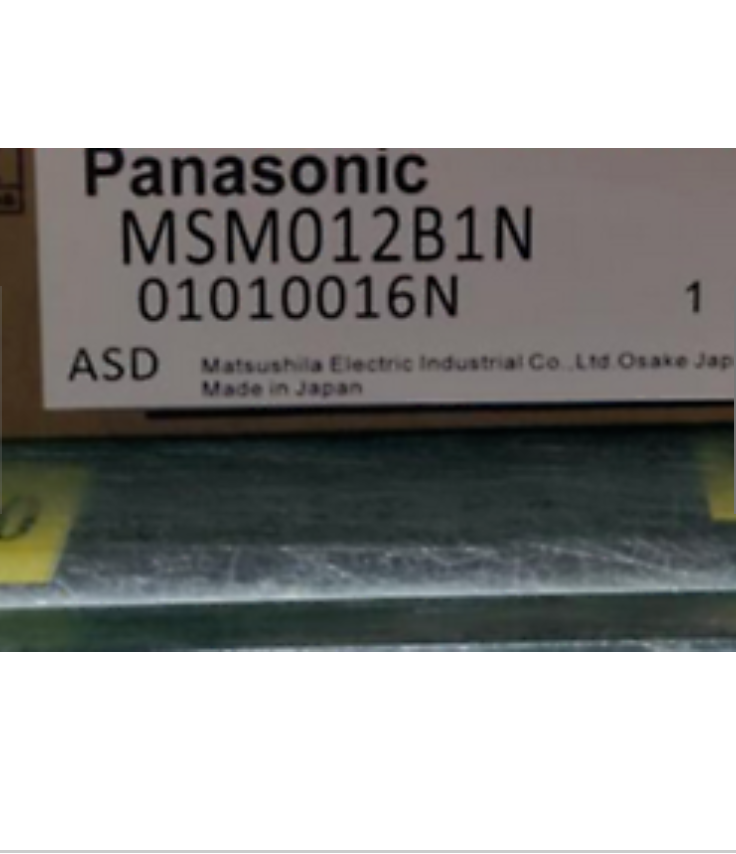 Panasonic
MSM012B1N
01010016N 1
ASD Matsushila Electric Industrial Co.,Ltd.Osake Jap
Made in Japan